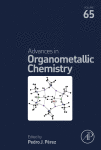 65
Advances in
Organometallic
Chemistry
Edited by
Pedro J. Pérez